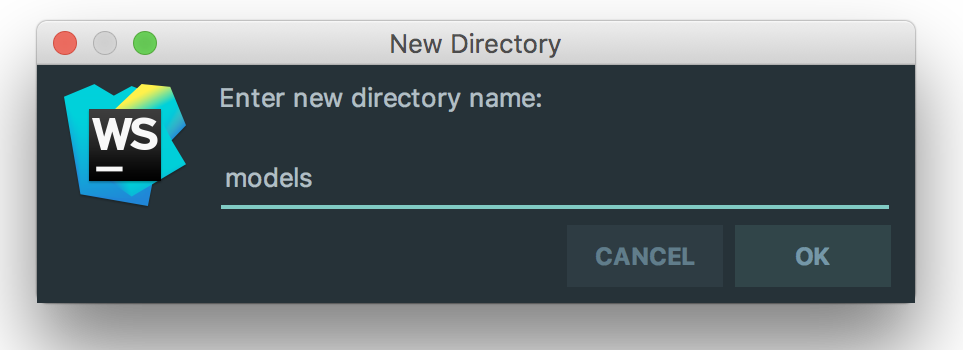 New Directory
WS
Enter new directory name:
models
CANCEL
OK